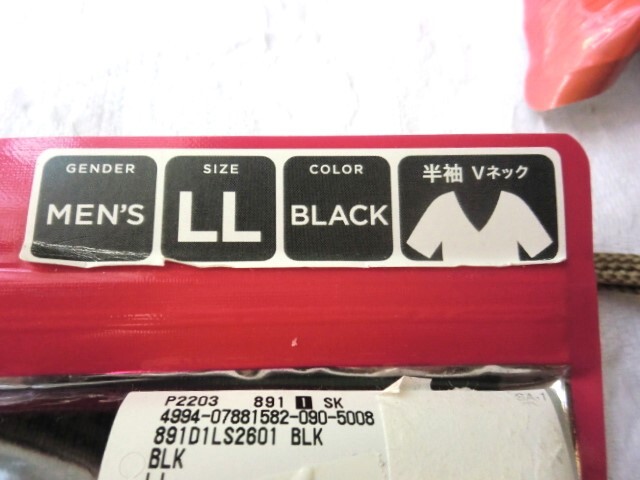 GENDER
MEN'S
SIZE
LL
COLOR
BLACK
半袖 Vネック
P2203 891 1 SK
4994-07881582-090-5008
891D1LS2601 BLK
BLK
LL